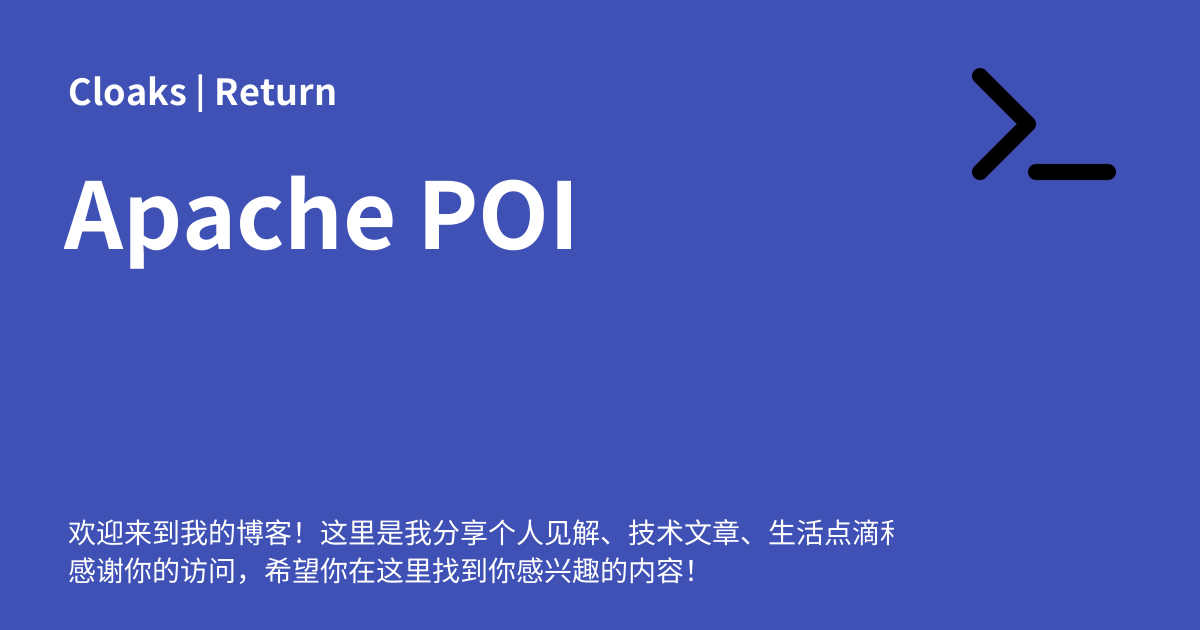 Cloaks | Return
Apache POI
欢迎来到我的博客！这里是我分享个人见解、技术文章、生活点滴
感谢你的访问，希望你在这里找到你感兴趣的内容！